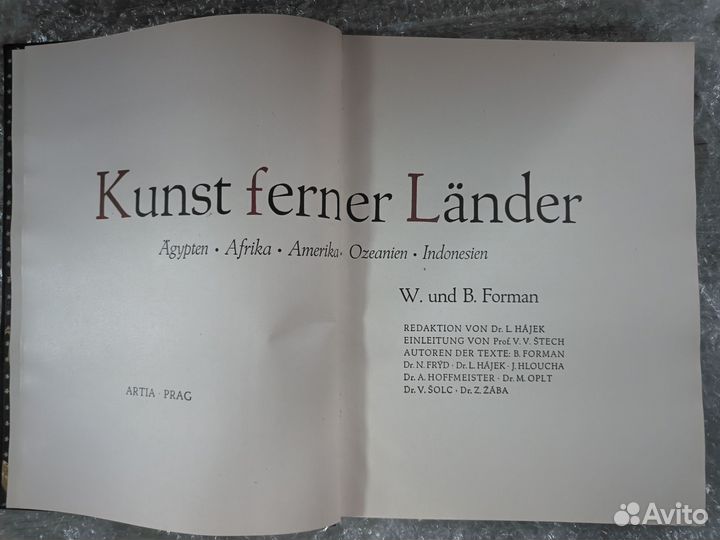 Kunst ferner Länder
Ägypten • Afrika • Amerika • Ozeanien • Indonesien
W. und B. Forman
REDAKTION VON Dr. L. HÁJEK
EINLEITUNG VON Prof. V. V. ŠTECH
AUTOREN DER TEXTE: B. FORMAN
Dr. N. FRÝD · Dr. L. HÁJEK · J. HLOUCHA
Dr. A. HOFFMEISTER · Dr. M. OPLT
Dr. V. ŠOLC · Dr. Z. ŽÁBA
ARTIA · PRAG
Avito